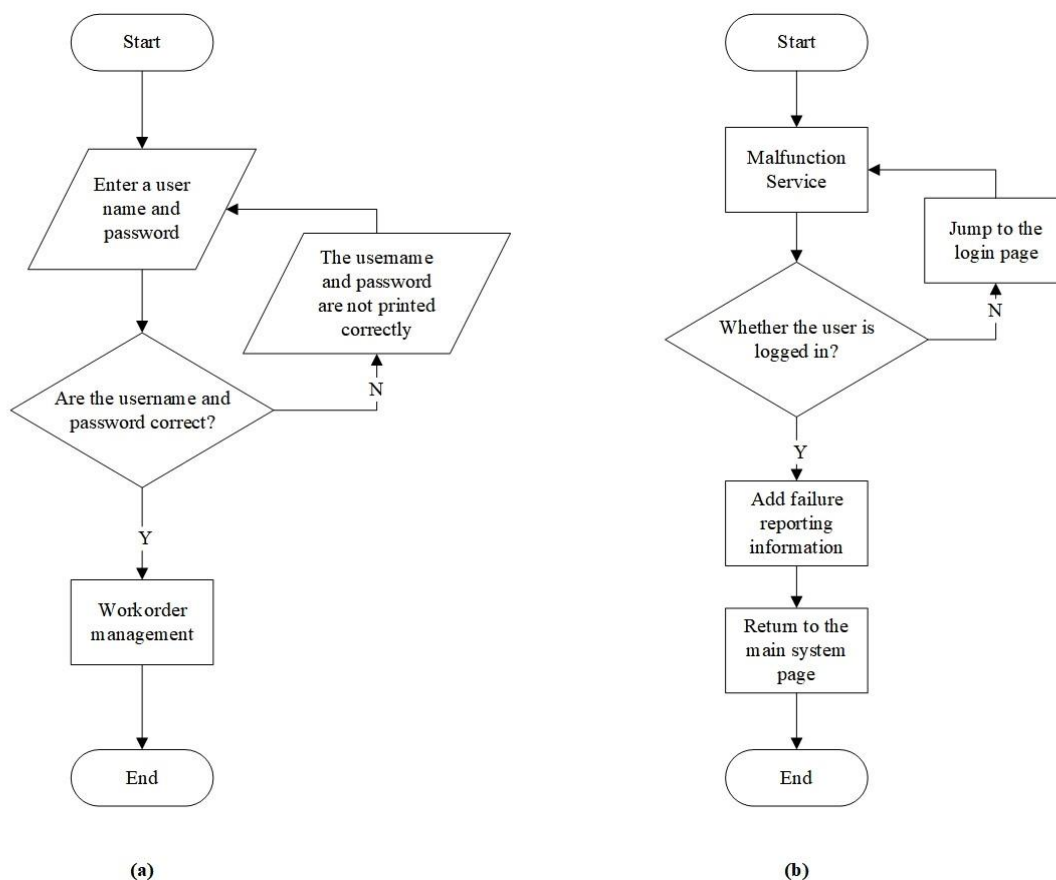 Start
Enter a user
name and
password
The username
and password
are not printed
correctly
N
Are the username and
password correct?
Y
Workorder
management
End
(a)
Start
Malfunction
Service
Jump to the
login page
N
Whether the user is
logged in?
Y
Add failure
reporting
information
Return to the
main system
page
End
(b)